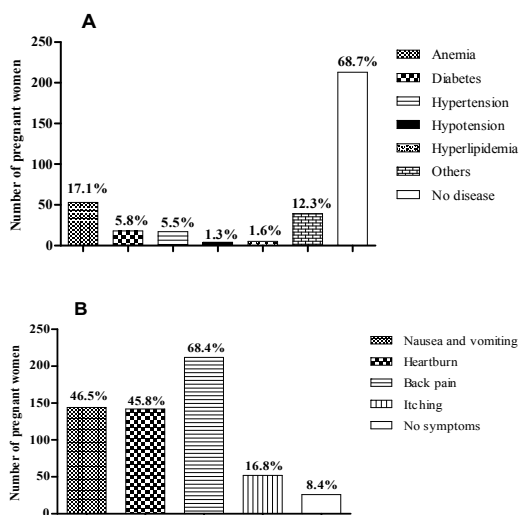 A
Number of pregnant women
250
200
150
100
50
0
17.1%
5.8%
5.5%
1.3%
1.6%
12.3%
68.7%
Anemia
Diabetes
Hypertension
Hypotension
Hyperlipidemia
Others
No disease
B
Number of pregnant women
250
200
150
100
50
0
46.5%
45.8%
68.4%
16.8%
8.4%
Nausea and vomiting
Heartburn
Back pain
Itching
No symptoms